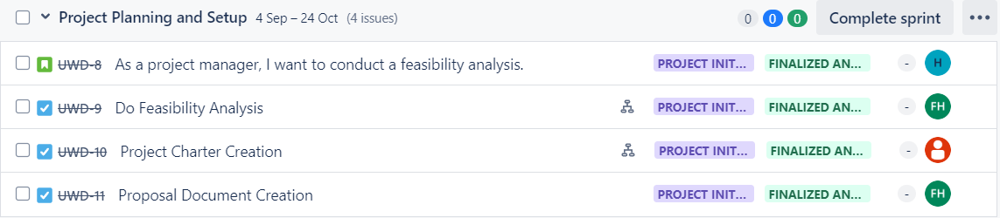 Project Planning and Setup 4 Sep – 24 Oct (4 issues) 0 0 0 Complete sprint
UWD-8 As a project manager, I want to conduct a feasibility analysis. PROJECT INIT... FINALIZED AN... - H
UWD-9 Do Feasibility Analysis PROJECT INIT... FINALIZED AN... - FH
UWD-10 Project Charter Creation PROJECT INIT... FINALIZED AN... -
UWD-11 Proposal Document Creation PROJECT INIT... FINALIZED AN... - FH